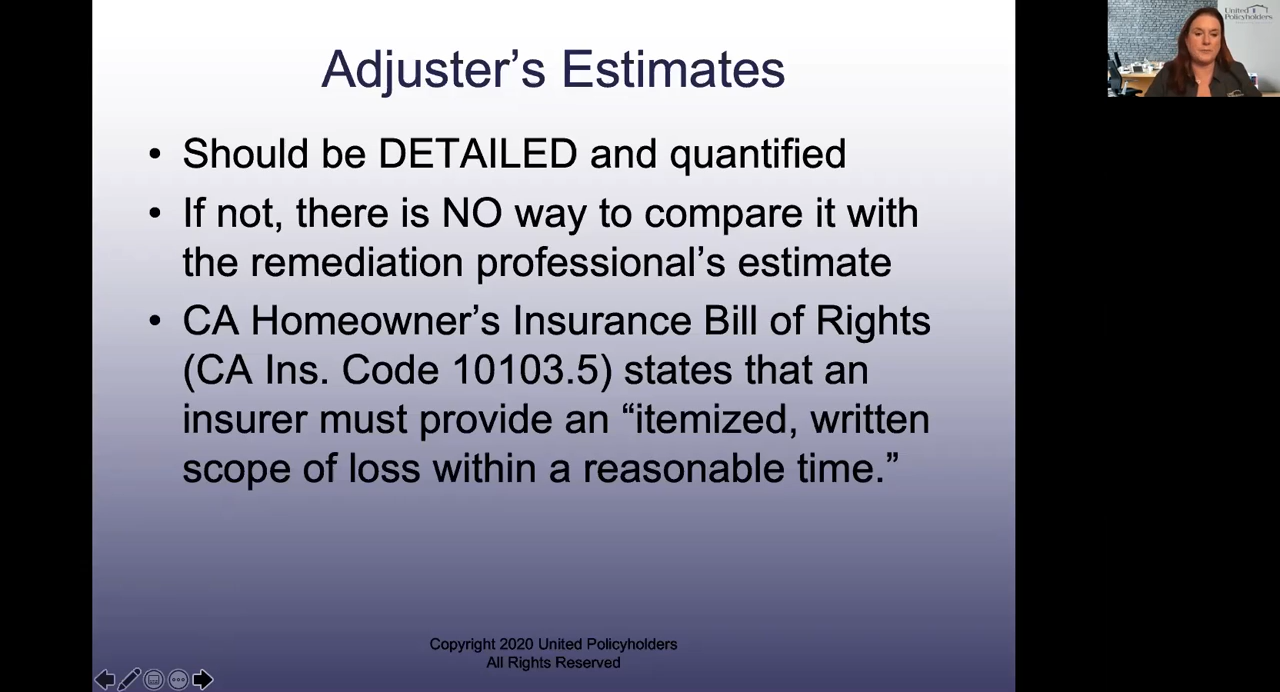 Adjuster’s Estimates
• Should be DETAILED and quantified
• If not, there is NO way to compare it with
the remediation professional’s estimate
• CA Homeowner’s Insurance Bill of Rights
(CA Ins. Code 10103.5) states that an
insurer must provide an “itemized, written
scope of loss within a reasonable time.”
Copyright 2020 United Policyholders
All Rights Reserved
United
Policyholders